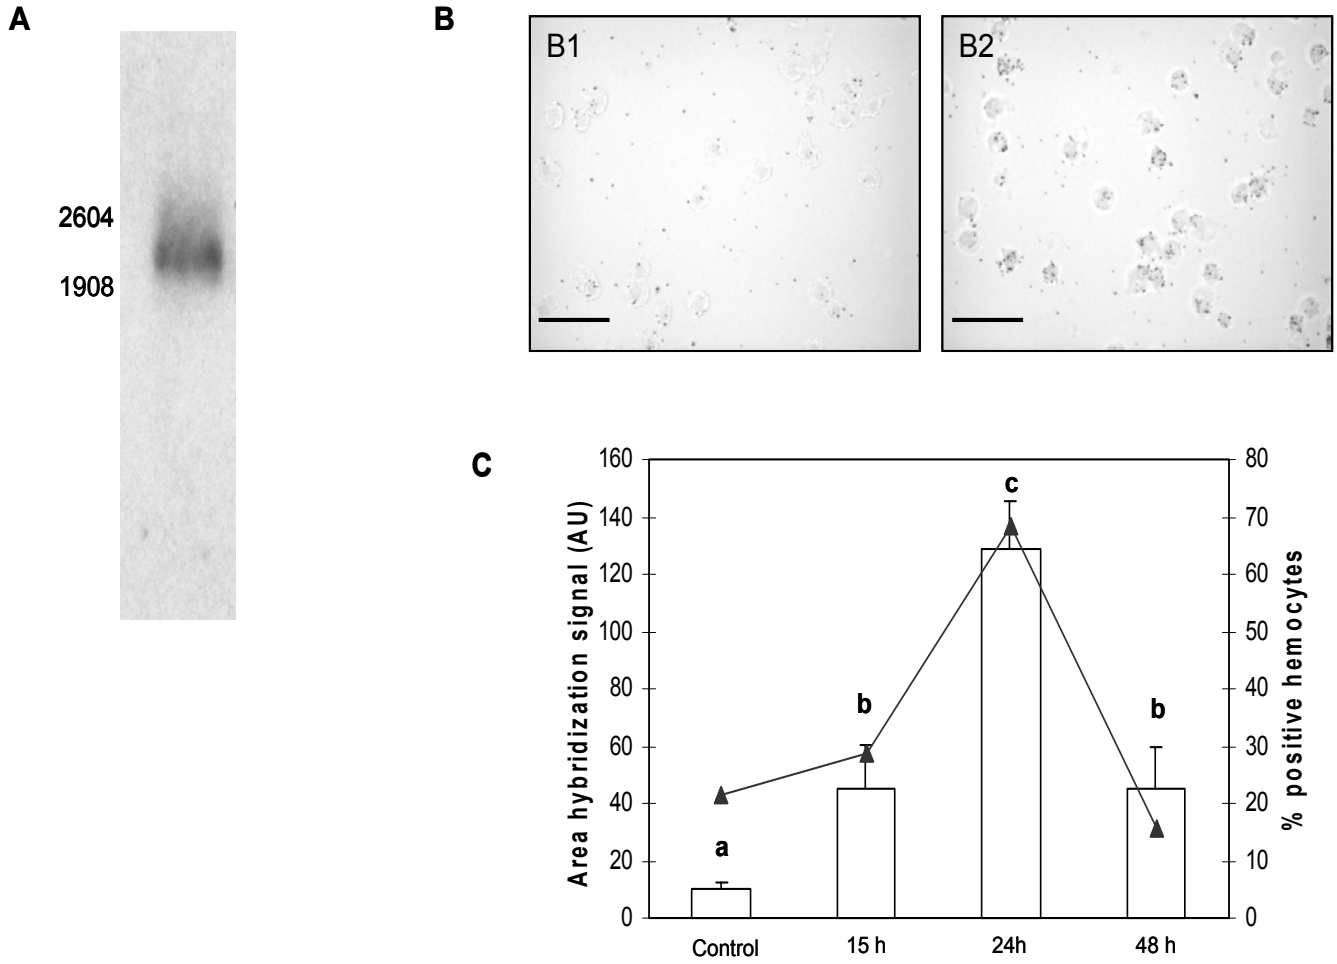 A
2604
1908
B
B1
B2
C
Area hybridization signal (AU)
160
140
120
100
80
60
40
20
0
a
b
c
b
80
70
60
50
40
30
20
10
0
% positive hemocytes
Control
15 h
24h
48 h